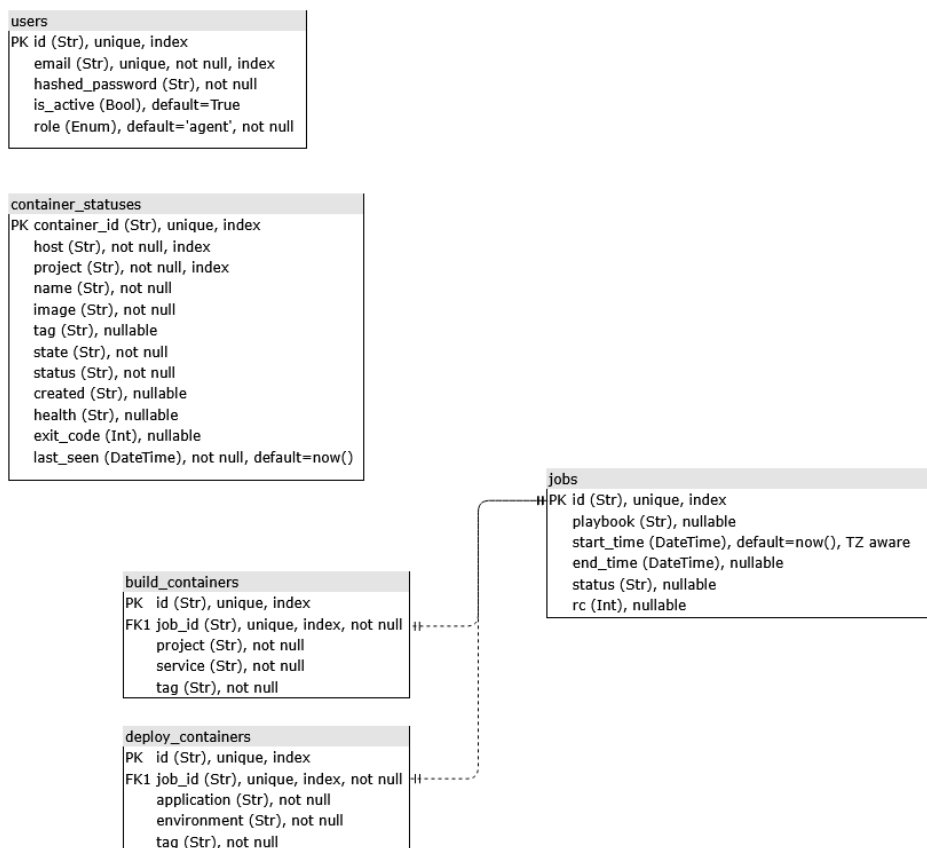 users
PK id (Str), unique, index
email (Str), unique, not null, index
hashed_password (Str), not null
is_active (Bool), default=True
role (Enum), default='agent', not null
container_statuses
PK container_id (Str), unique, index
host (Str), not null, index
project (Str), not null, index
name (Str), not null
image (Str), not null
tag (Str), nullable
state (Str), not null
status (Str), not null
created (Str), nullable
health (Str), nullable
exit_code (Int), nullable
last_seen (DateTime), not null, default=now()
jobs
PK id (Str), unique, index
playbook (Str), nullable
start_time (DateTime), default=now(), TZ aware
end_time (DateTime), nullable
status (Str), nullable
rc (Int), nullable
build_containers
PK id (Str), unique, index
FK1 job_id (Str), unique, index, not null
project (Str), not null
service (Str), not null
tag (Str), not null
deploy_containers
PK id (Str), unique, index
FK1 job_id (Str), unique, index, not null
application (Str), not null
environment (Str), not null
tag (Str), not null